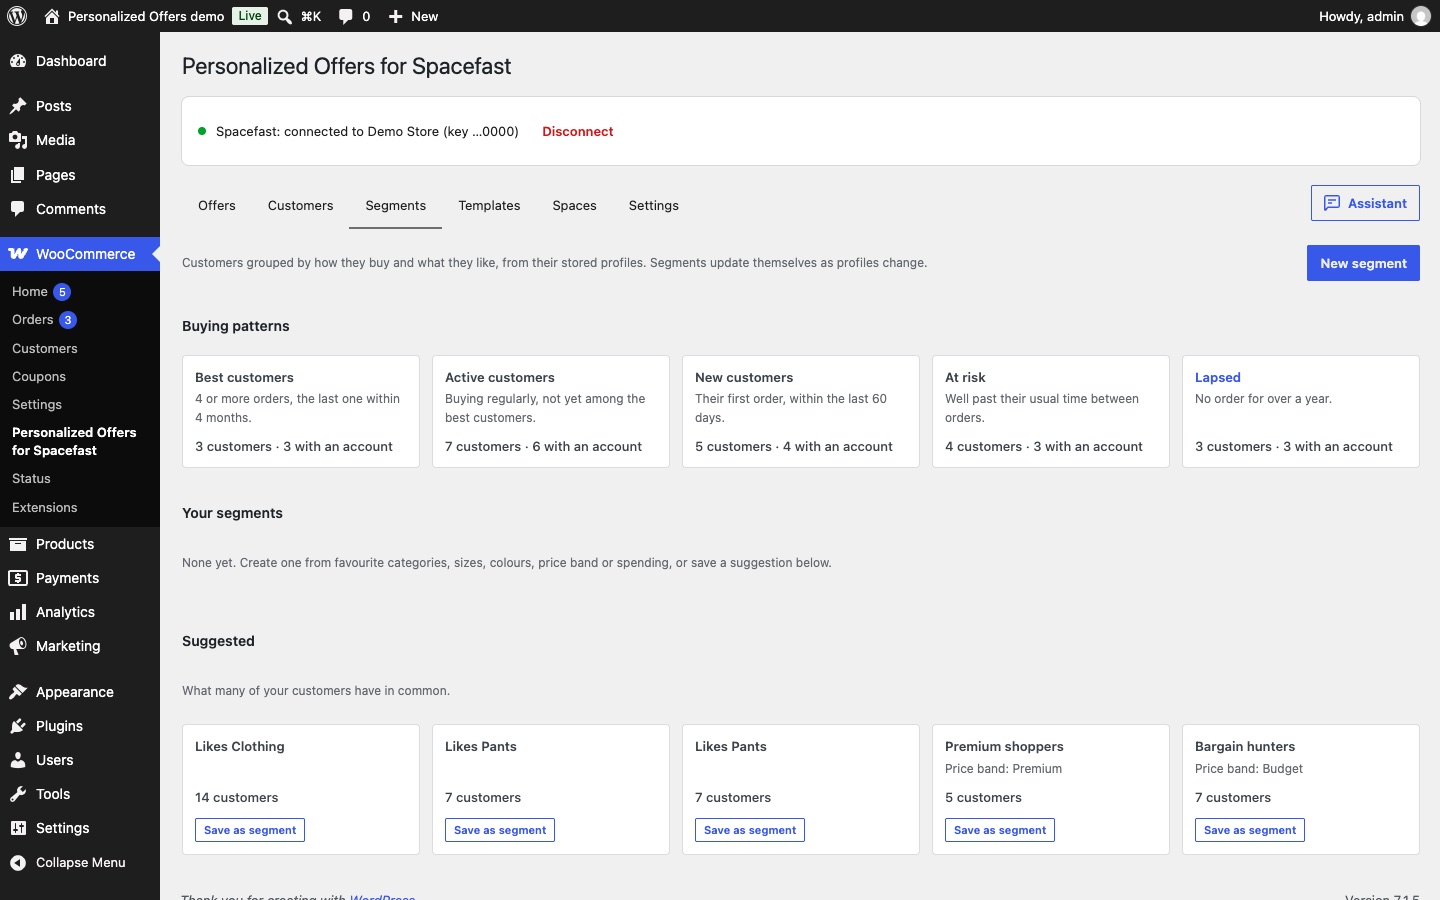 Personalized Offers demo Live ⌘K 0 New Howdy, admin
Dashboard
Posts
Media
Pages
Comments
WooCommerce
Home 5
Orders 3
Customers
Coupons
Settings
Personalized Offers
for Spacefast
Status
Extensions
Products
Payments
Analytics
Marketing
Appearance
Plugins
Users
Tools
Settings
Collapse Menu
Personalized Offers for Spacefast
Spacefast: connected to Demo Store (key ...0000) Disconnect
Offers Customers Segments Templates Spaces Settings
Assistant
Customers grouped by how they buy and what they like, from their stored profiles. Segments update themselves as profiles change.
New segment
Buying patterns
Best customers
4 or more orders, the last one within
4 months.
3 customers · 3 with an account
Active customers
Buying regularly, not yet among the
best customers.
7 customers · 6 with an account
New customers
Their first order, within the last 60
days.
5 customers · 4 with an account
At risk
Well past their usual time between
orders.
4 customers · 3 with an account
Lapsed
No order for over a year.
3 customers · 3 with an account
Your segments
None yet. Create one from favourite categories, sizes, colours, price band or spending, or save a suggestion below.
Suggested
What many of your customers have in common.
Likes Clothing
14 customers
Save as segment
Likes Pants
7 customers
Save as segment
Likes Pants
7 customers
Save as segment
Premium shoppers
Price band: Premium
5 customers
Save as segment
Bargain hunters
Price band: Budget
7 customers
Save as segment
Thank you for creating with WordPress.
Version 7.1.5